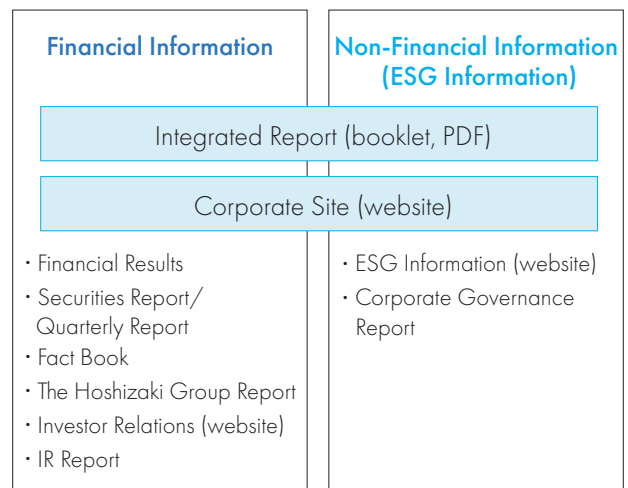 Financial Information
Non-Financial Information
(ESG Information)
Integrated Report (booklet, PDF)
Corporate Site (website)
・Financial Results
・Securities Report/
Quarterly Report
・Fact Book
・The Hoshizaki Group Report
・Investor Relations (website)
・IR Report
・ESG Information (website)
・Corporate Governance
Report